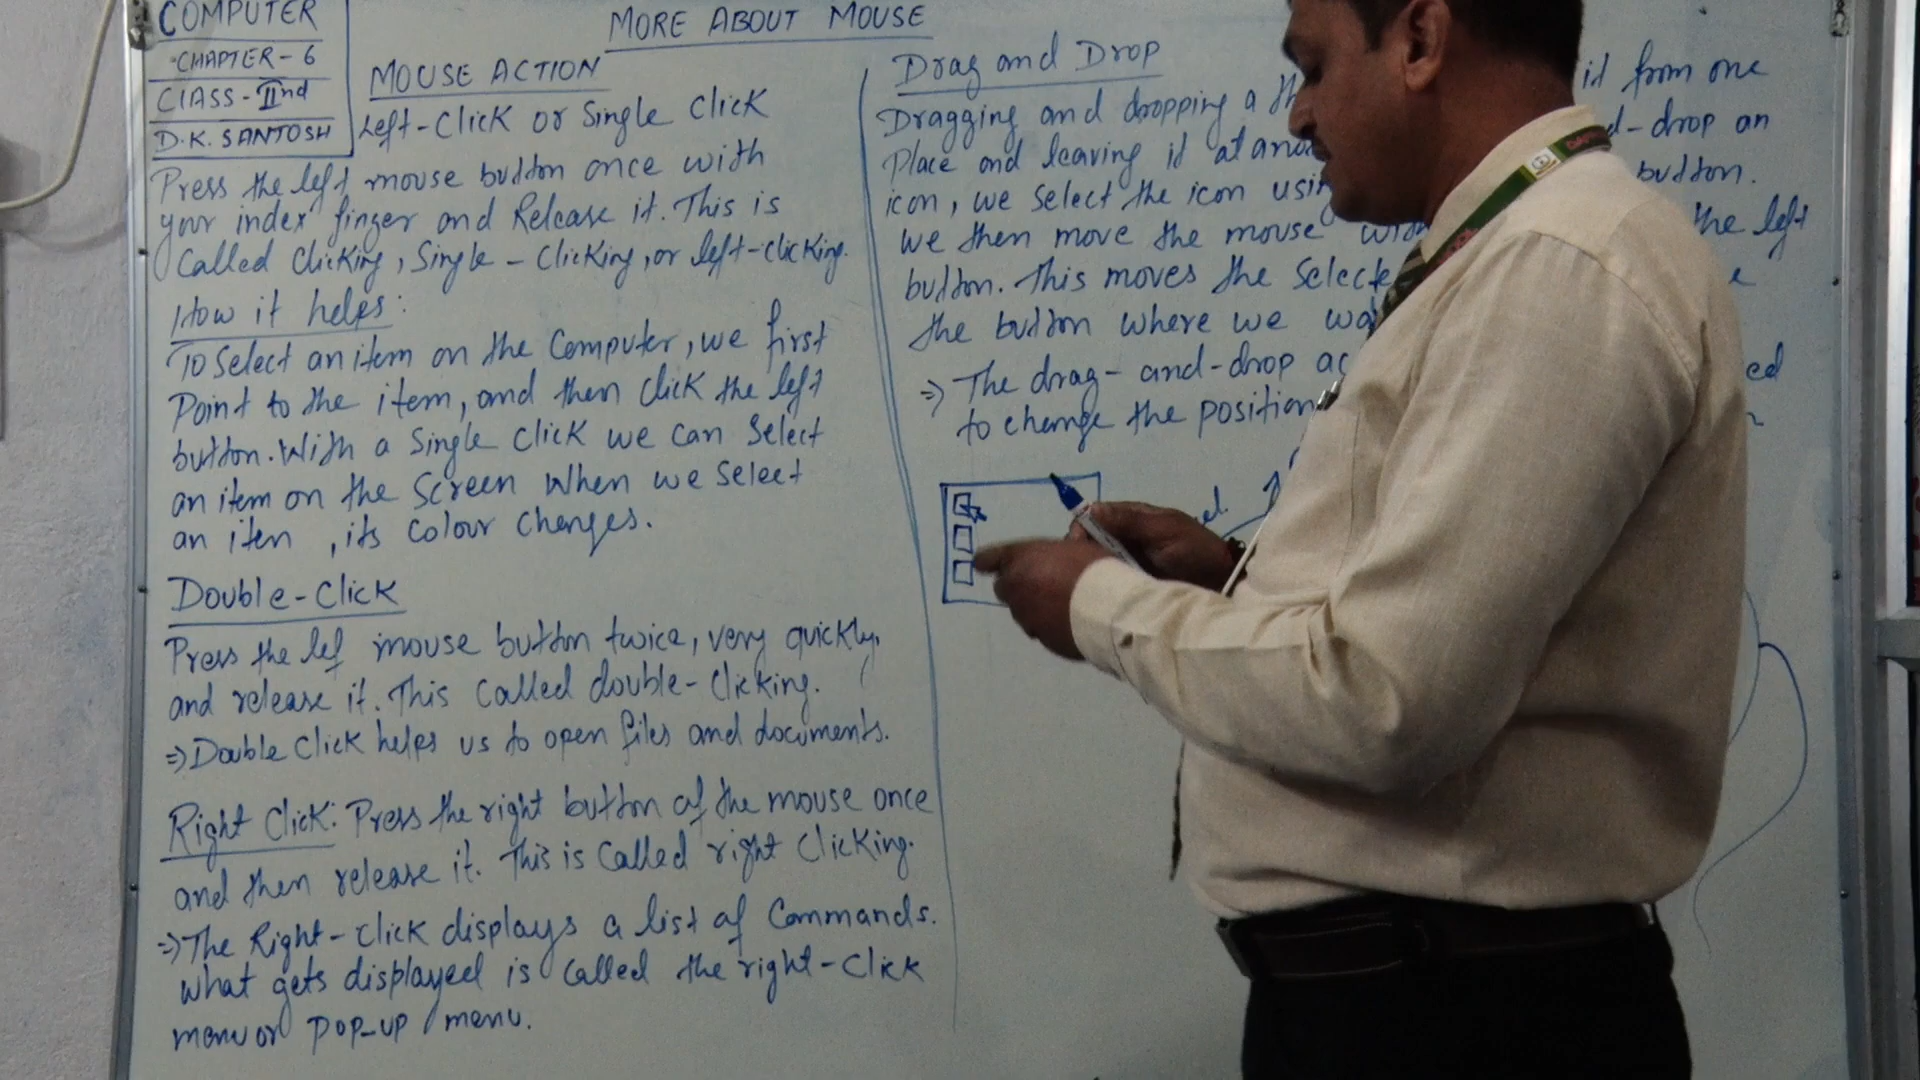 COMPUTER
CHAPTER-6
CLASS-IInd
D.K. SANTOSH
MORE ABOUT MOUSE
MOUSE ACTION
Left-Click or Single Click
Press the left mouse button once with
your index finger and Release it. This is
Called Clicking, Single-Clicking, or left-clicking.
How it helps:
To Select an item on the Computer, we first
Point to the item, and then Click the left
button. With a Single Click we can Select
an item on the Screen When we select
an iten , its Colour Changes.
Double-Click
Press the lef mouse button twice, very quickly,
and release it. This Called double-Clicking.
=> Double Click helps us to open files and documents.
Right Click: Press the right button of the mouse once
and then release it. This is Called right Clicking.
=> The Right-Click displays a list of Commands.
What gets displayed is Called the right-Click
menu or Pop-up menu.
Drag and Drop
Dragging and dropping a it from one
Place and leaving it at drop an
icon, we select the icon button.
We then move the mouse the left
button. This moves the
the button where we
=> The drag-and-drop
to change the position